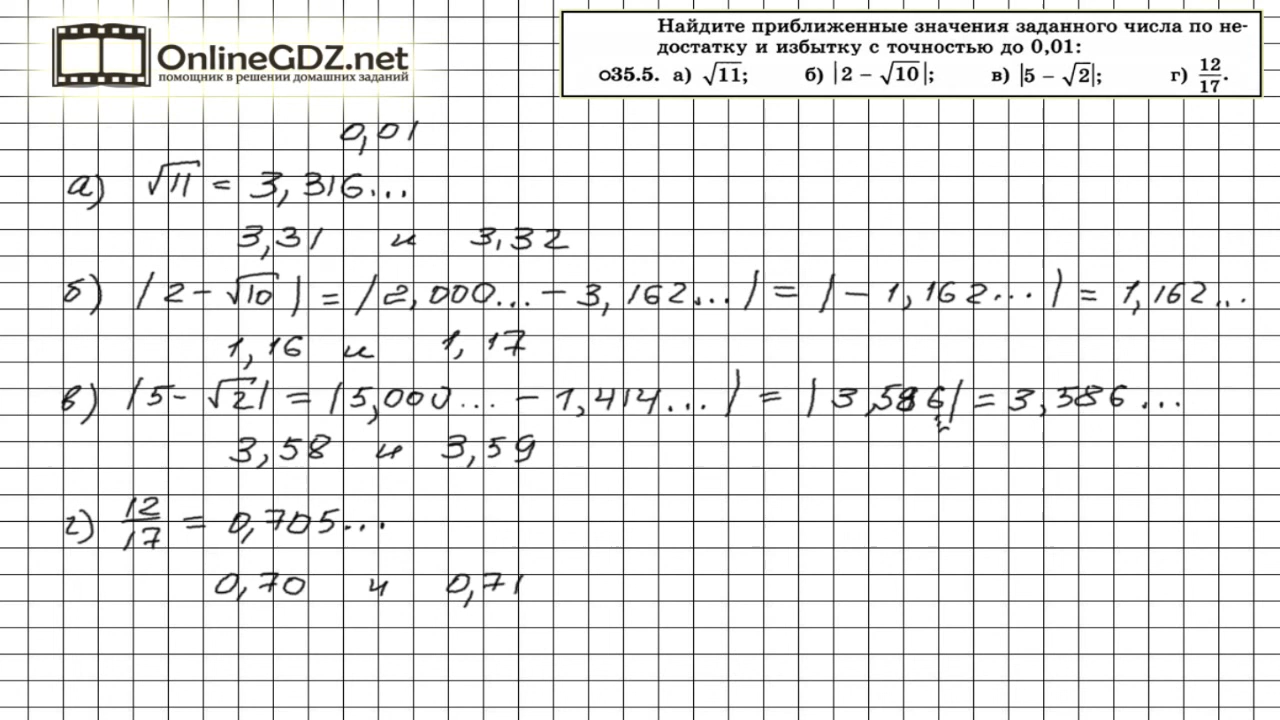 OnlineGDZ.net
помощник в решении домашних заданий
Найдите приближенные значения заданного числа по не-
достатку и избытку с точностью до 0,01:
о35.5. а) √11; б) |2 − √10|; в) |5 − √2|; г) 12/17.
0,01
а) √11 = 3,316...
3,31 и 3,32
б) |2 − √10| = |2,000... − 3,162...| = |− 1,162...| = 1,162...
1,16 и 1,17
в) |5 − √2| = |5,000... − 1,414...| = |3,586| = 3,586...
3,58 и 3,59
г) 12/17 = 0,705...
0,70 и 0,71